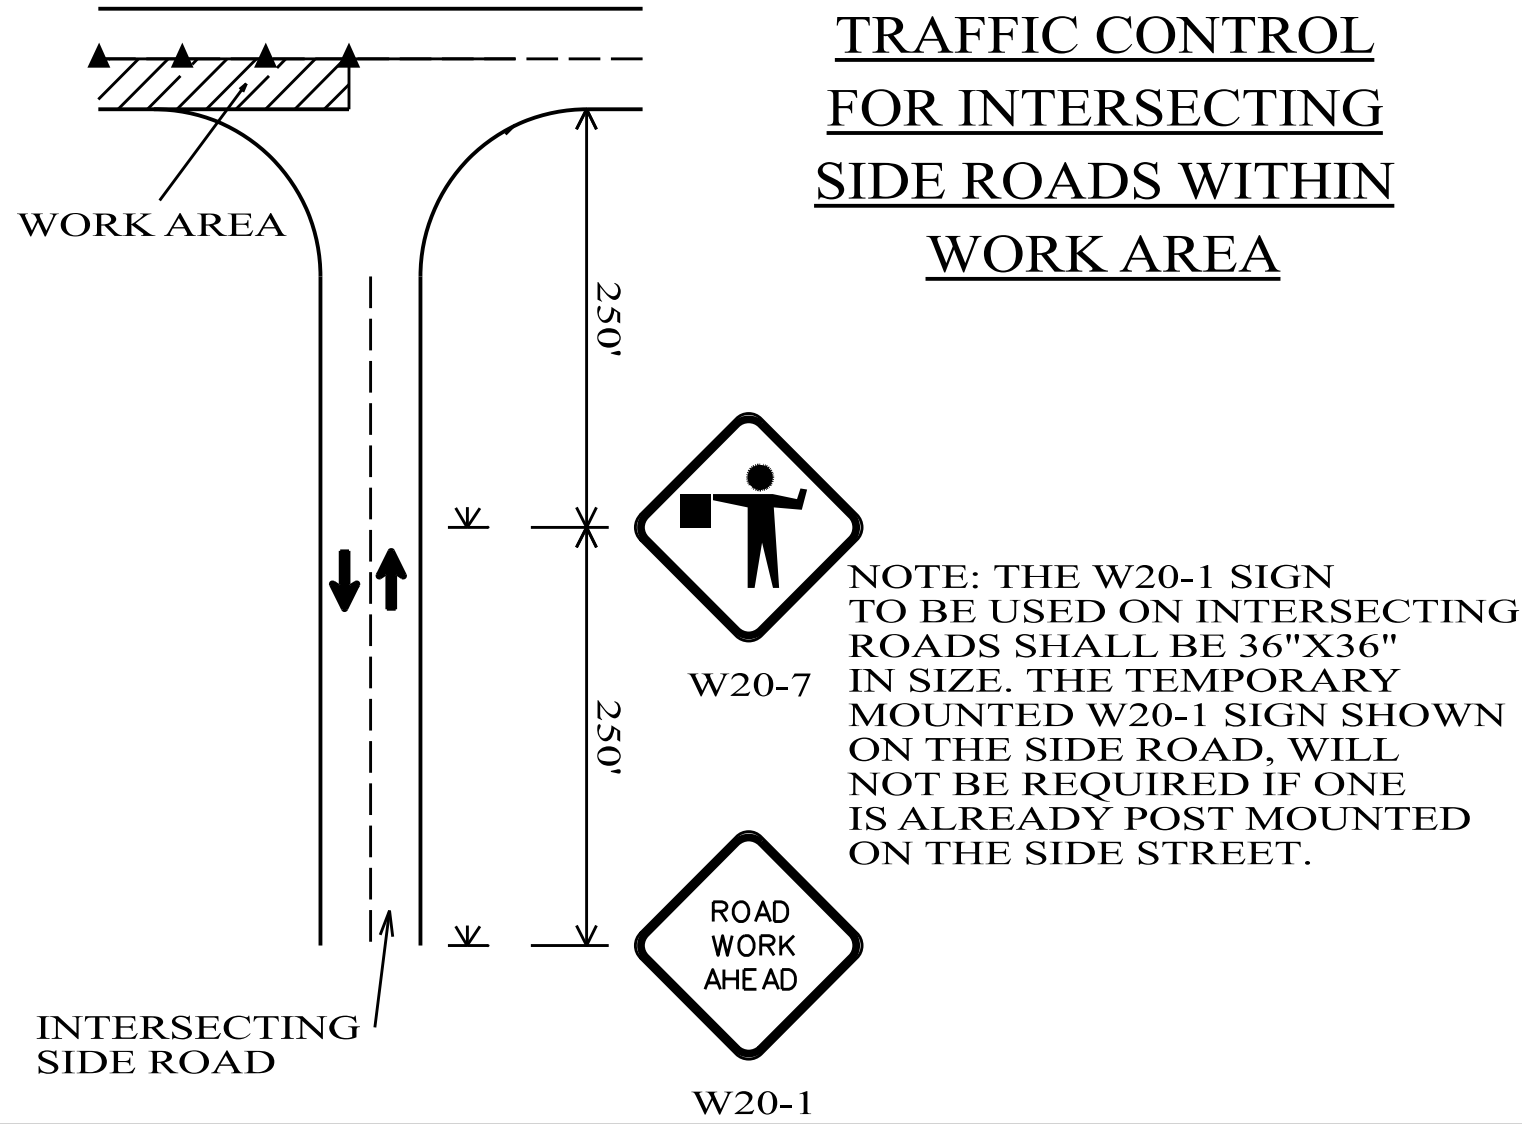 TRAFFIC CONTROL
FOR INTERSECTING
SIDE ROADS WITHIN
WORK AREA
WORK AREA
250'
250'
W20-7
NOTE: THE W20-1 SIGN
TO BE USED ON INTERSECTING
ROADS SHALL BE 36"X36"
IN SIZE. THE TEMPORARY
MOUNTED W20-1 SIGN SHOWN
ON THE SIDE ROAD, WILL
NOT BE REQUIRED IF ONE
IS ALREADY POST MOUNTED
ON THE SIDE STREET.
ROAD
WORK
AHEAD
W20-1
INTERSECTING
SIDE ROAD